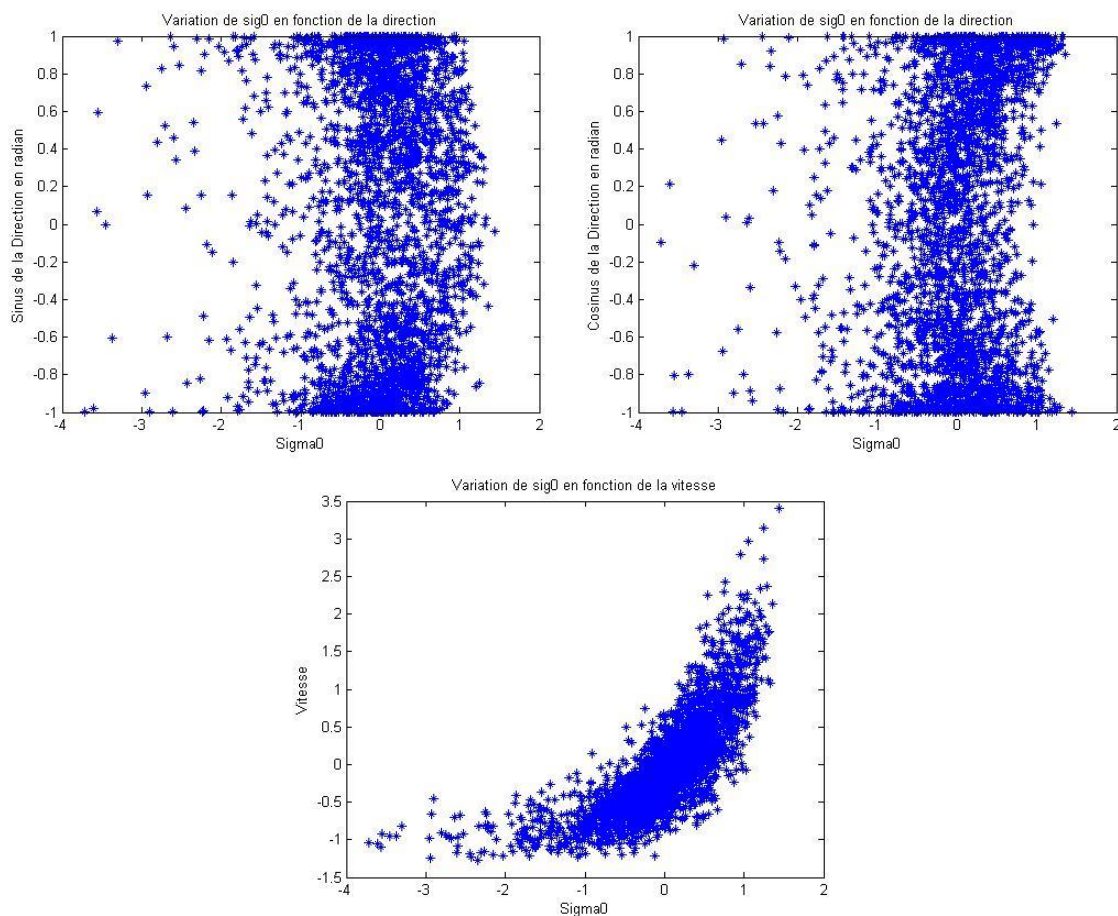 Variation de sig0 en fonction de la direction
1
0.8
0.6
0.4
0.2
0
-0.2
-0.4
-0.6
-0.8
-1
Sinus de la Direction en radian
-4 -3 -2 -1 0 1 2
Sigma0
Variation de sig0 en fonction de la direction
1
0.8
0.6
0.4
0.2
0
-0.2
-0.4
-0.6
-0.8
-1
Cosinus de la Direction en radian
-4 -3 -2 -1 0 1 2
Sigma0
Variation de sig0 en fonction de la vitesse
3.5
3
2.5
2
1.5
1
0.5
0
-0.5
-1
-1.5
Vitesse
-4 -3 -2 -1 0 1 2
Sigma0